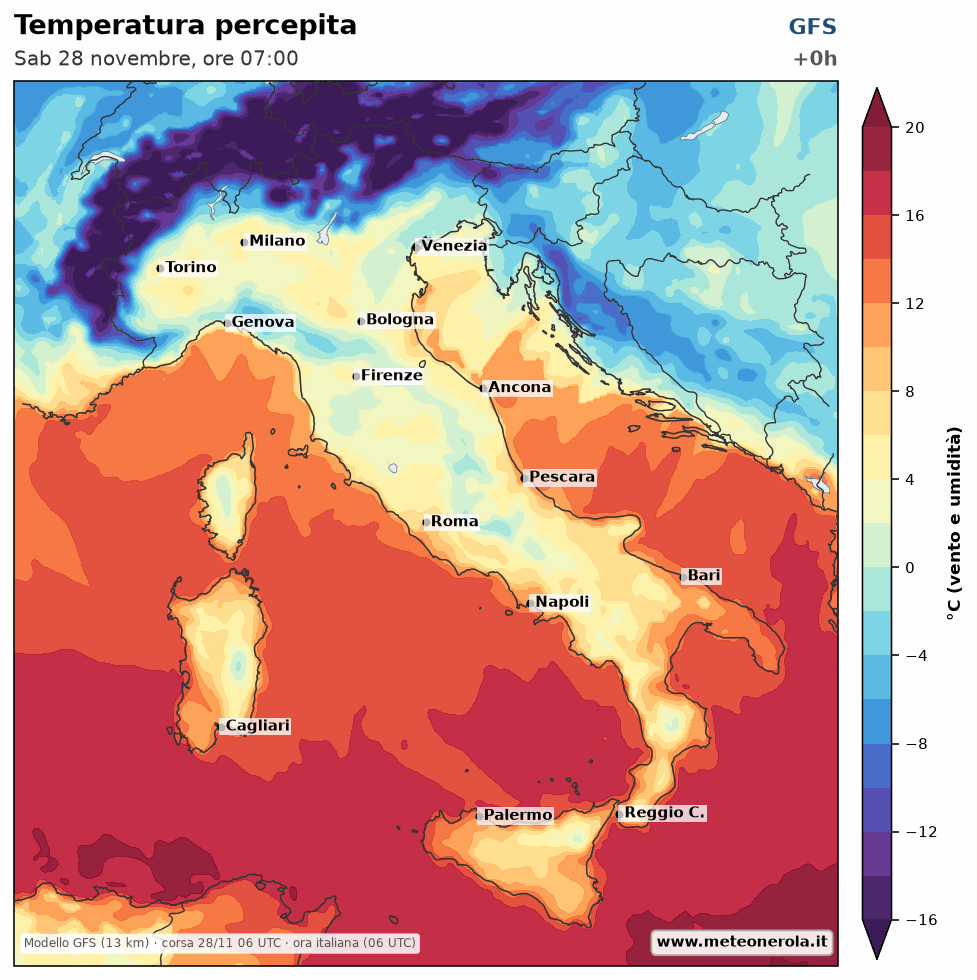 Temperatura percepita
GFS
Sab 28 novembre, ore 07:00
+0h
Milano
Venezia
Torino
Genova
Bologna
Firenze
Ancona
Pescara
Roma
Bari
Napoli
Cagliari
Palermo
Reggio C.
20
16
12
8
4
0
−4
−8
−12
−16
°C (vento e umidità)
Modello GFS (13 km) · corsa 28/11 06 UTC · ora italiana (06 UTC)
www.meteonerola.it